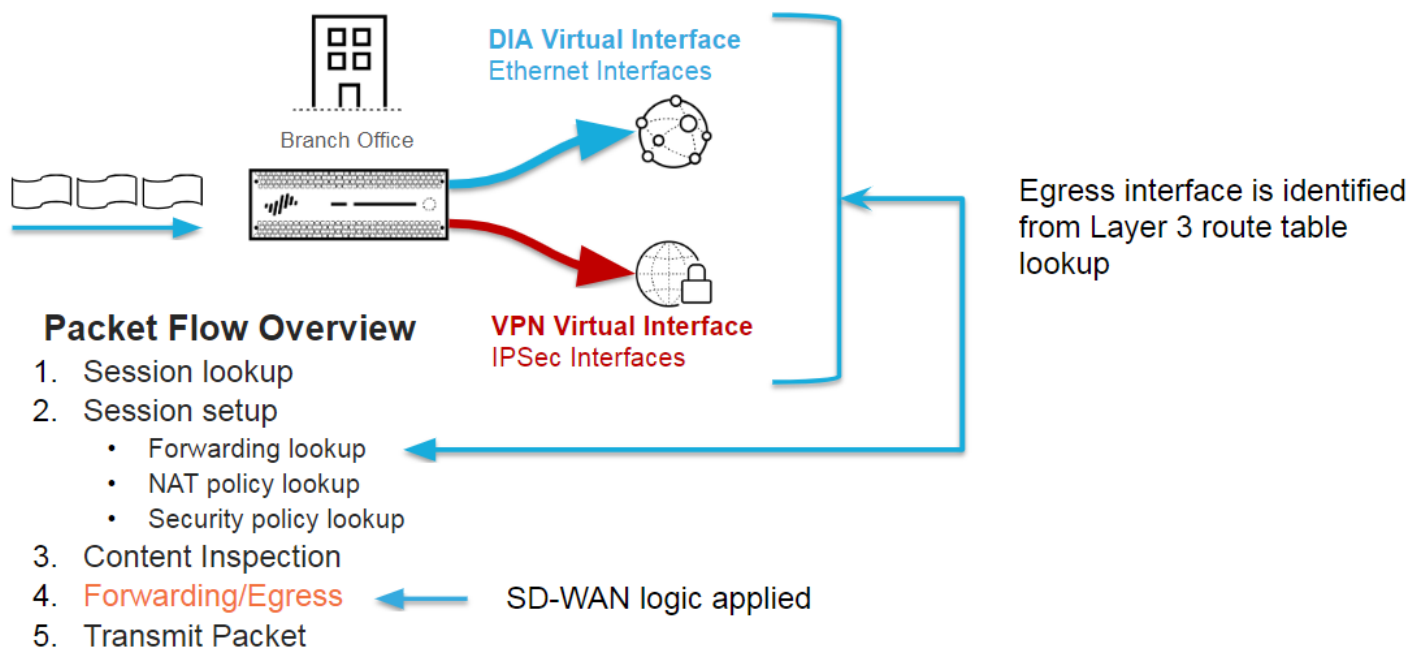 DIA Virtual Interface
Ethernet Interfaces
Branch Office
Egress interface is identified
from Layer 3 route table
lookup
VPN Virtual Interface
IPSec Interfaces
Packet Flow Overview
1. Session lookup
2. Session setup
• Forwarding lookup
• NAT policy lookup
• Security policy lookup
3. Content Inspection
4. Forwarding/Egress
SD-WAN logic applied
5. Transmit Packet